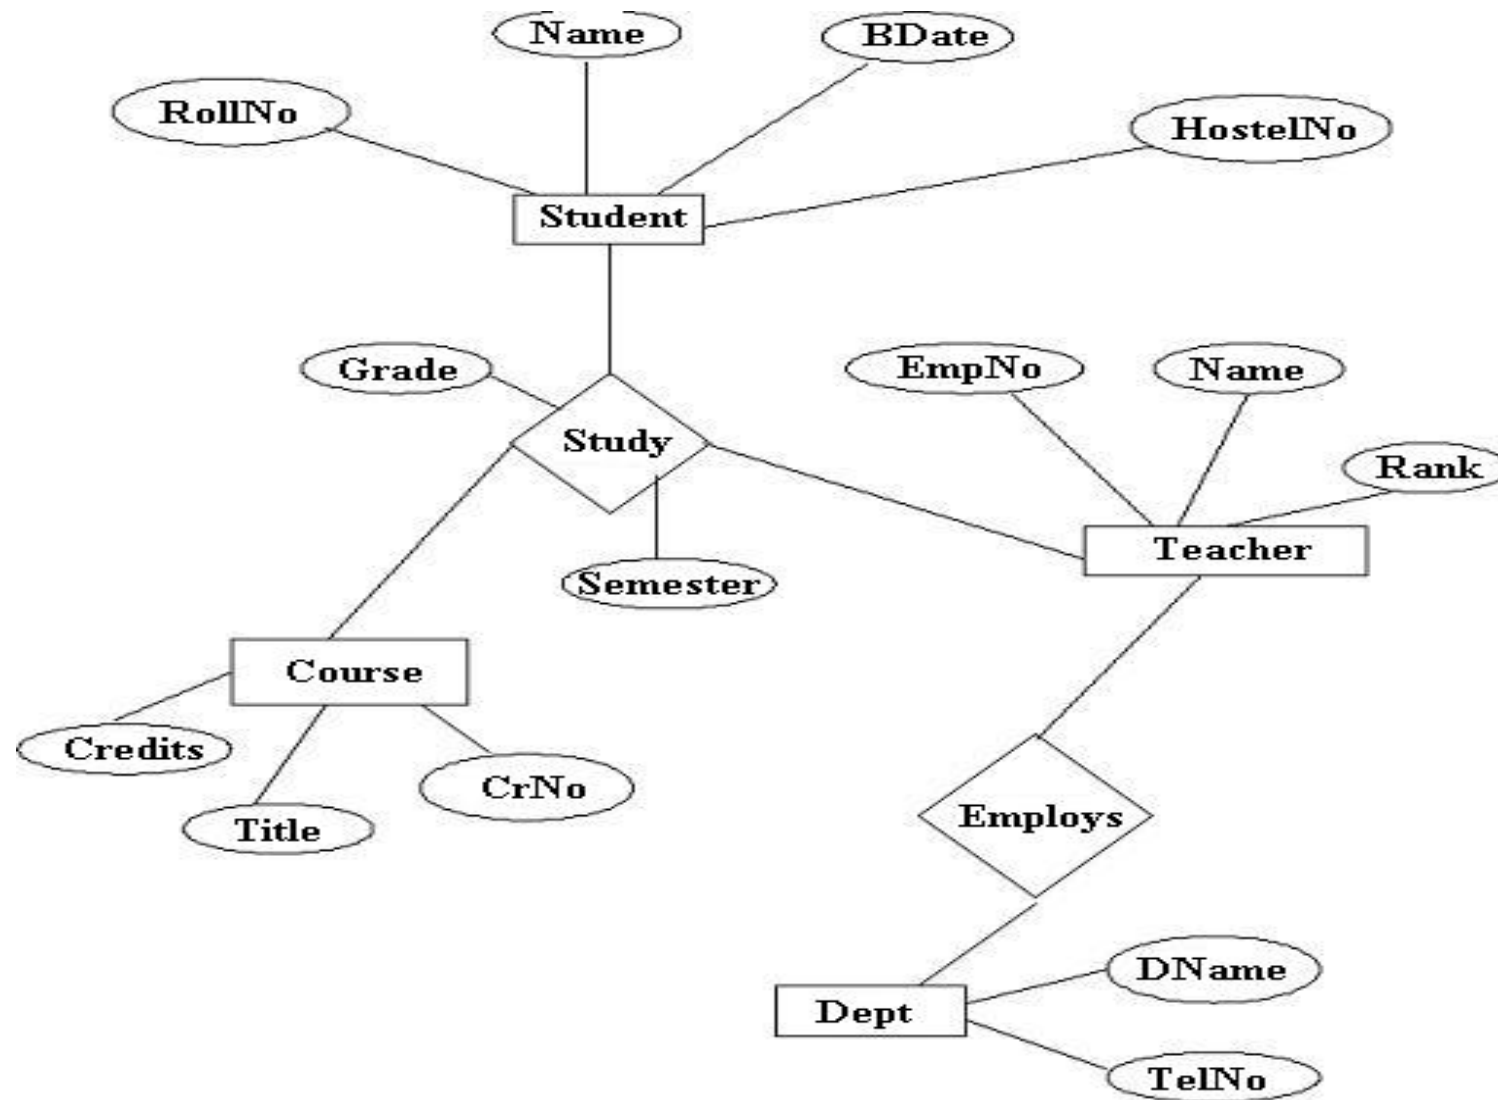 Name
BDate
RollNo
HostelNo
Student
Grade
EmpNo
Name
Study
Rank
Teacher
Semester
Course
Credits
CrNo
Title
Employs
DName
Dept
TelNo